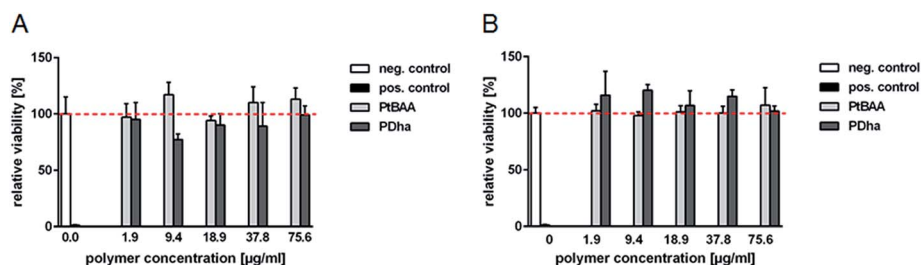 A
relative viability [%]
150
100
50
0
0.0
1.9
9.4
18.9
37.8
75.6
polymer concentration [µg/ml]
neg. control
pos. control
PtBAA
PDha
B
relative viability [%]
150
100
50
0
0
1.9
9.4
18.9
37.8
75.6
polymer concentration [µg/ml]
neg. control
pos. control
PtBAA
PDha